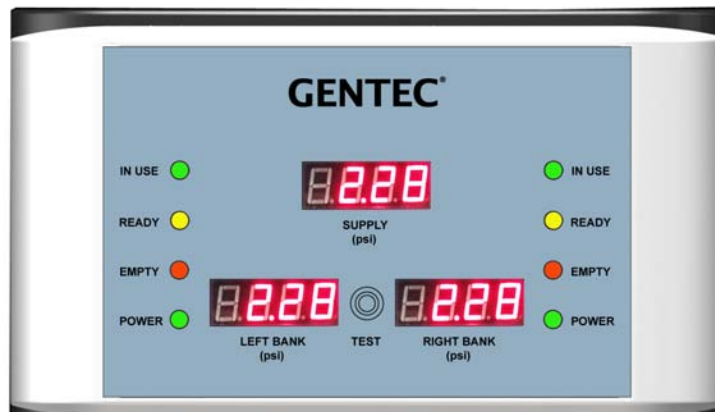 GENTEC®
IN USE
2.28
IN USE
READY
SUPPLY
(psi)
READY
EMPTY
EMPTY
POWER
2.28
2.28
POWER
LEFT BANK
(psi)
TEST
RIGHT BANK
(psi)